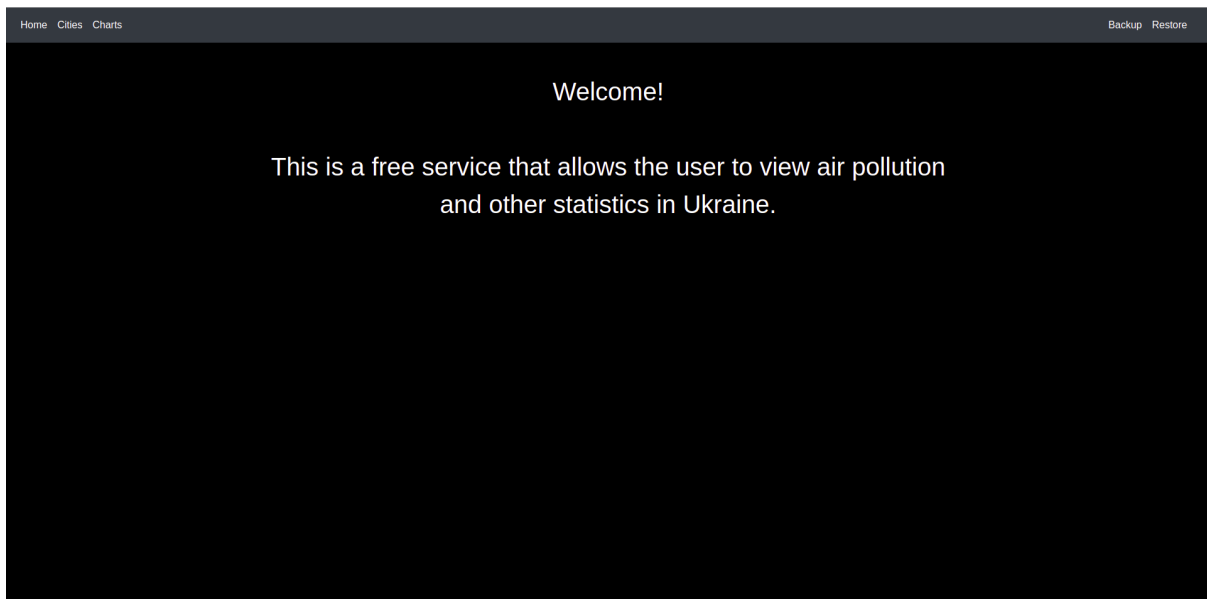 Home Cities Charts Backup Restore
Welcome!
This is a free service that allows the user to view air pollution
and other statistics in Ukraine.